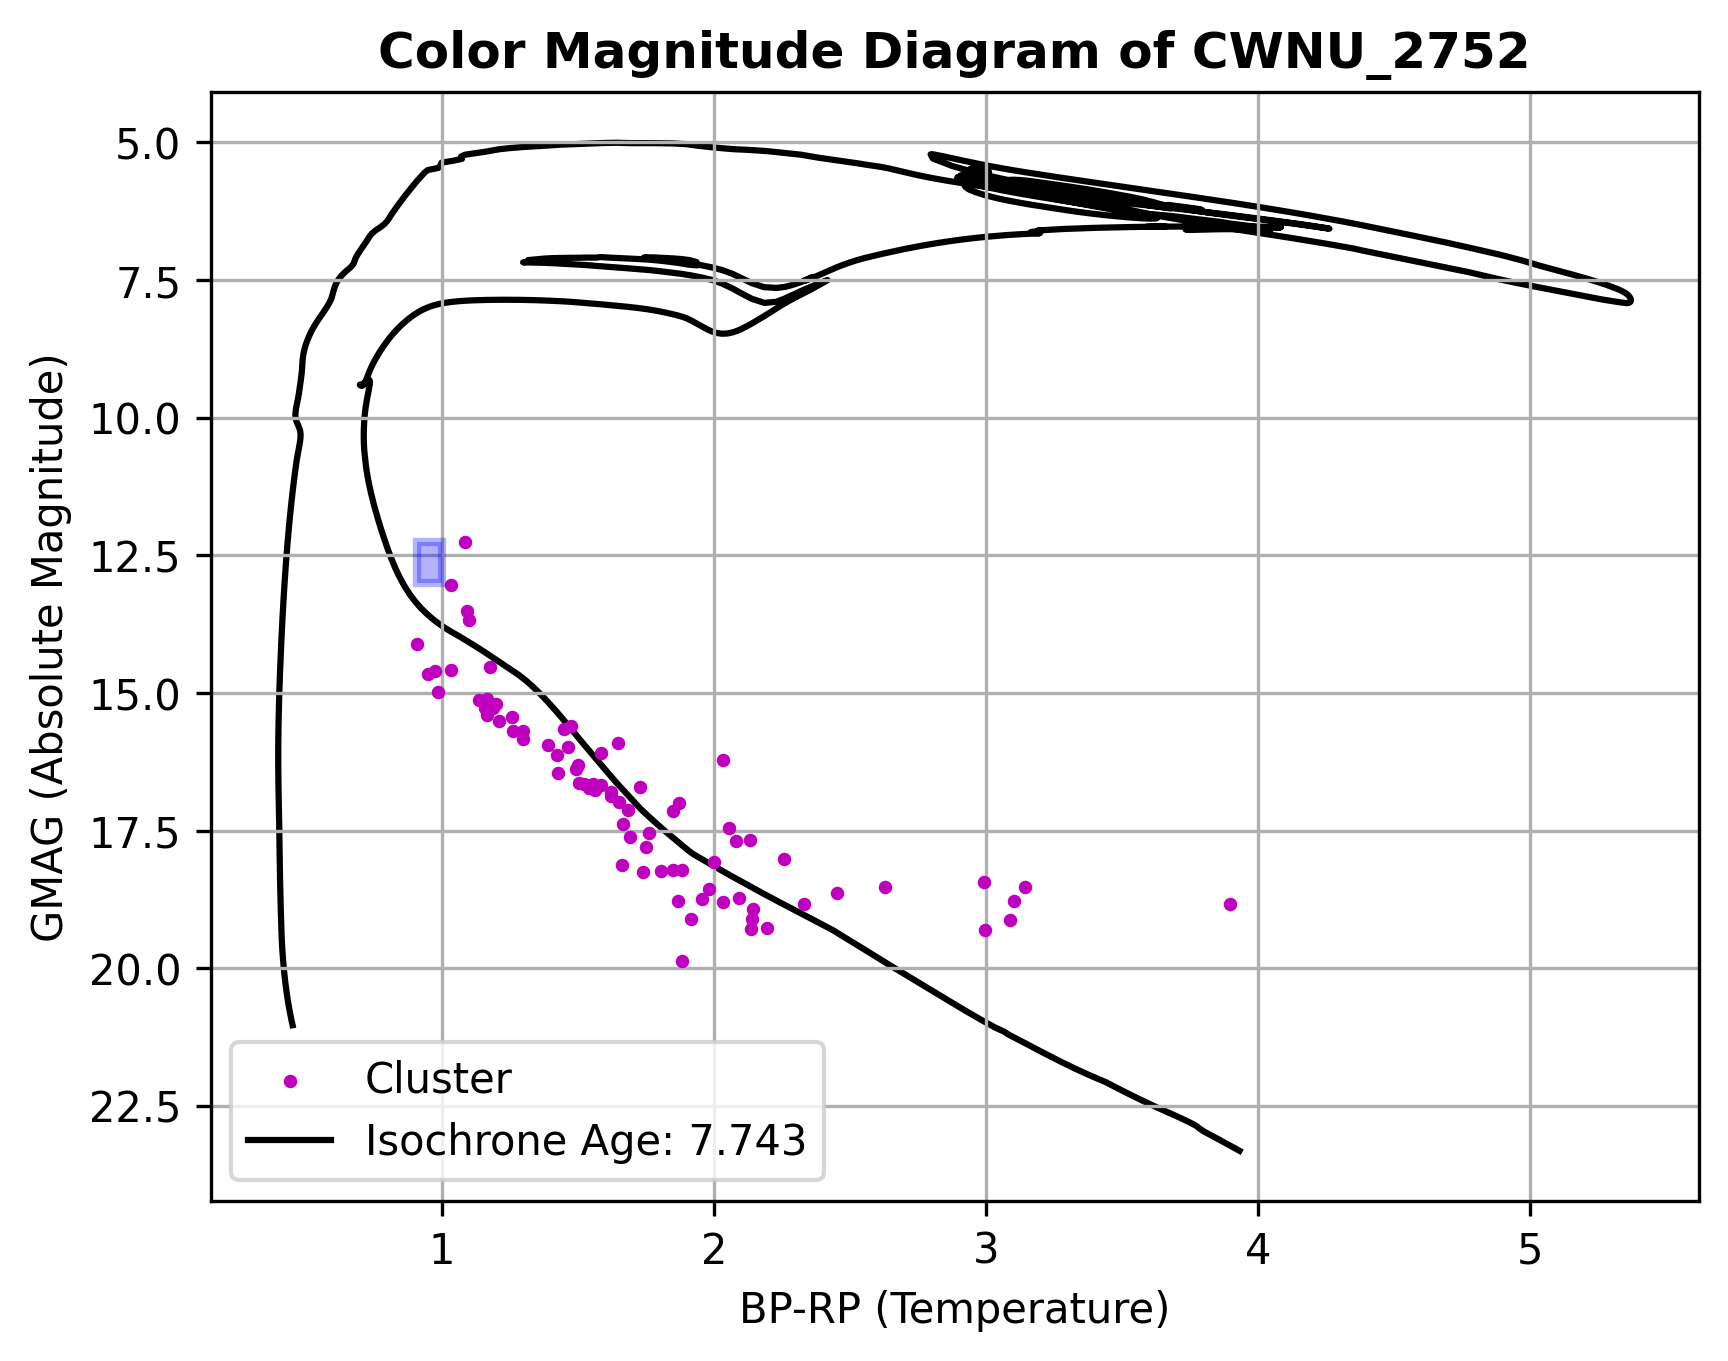 Color Magnitude Diagram of CWNU_2752
GMAG (Absolute Magnitude)
5.0
7.5
10.0
12.5
15.0
17.5
20.0
22.5
Cluster
Isochrone Age: 7.743
1 2 3 4 5
BP-RP (Temperature)